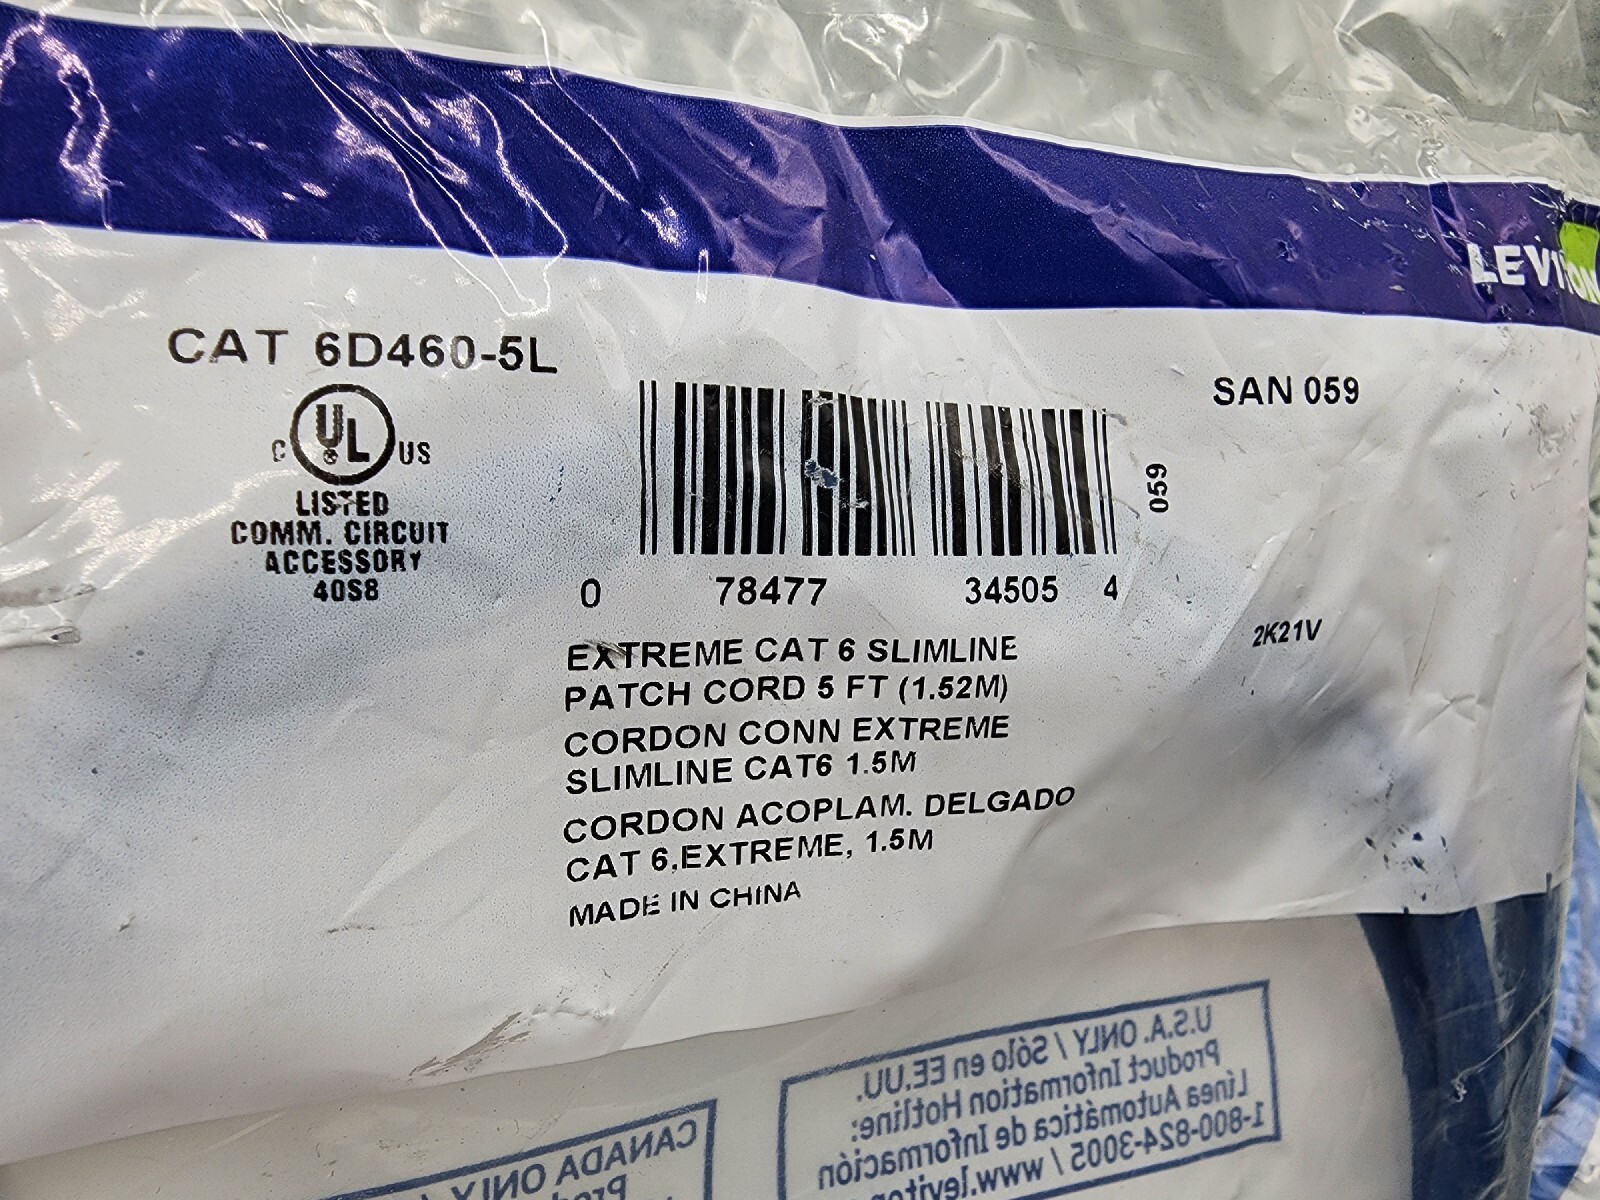 LEVITON
CAT 6D460-5L
SAN 059
C UL US
LISTED
COMM. CIRCUIT
ACCESSORY
40S8
059
0 78477 34505 4
2K21V
EXTREME CAT 6 SLIMLINE
PATCH CORD 5 FT (1.52M)
CORDON CONN EXTREME
SLIMLINE CAT6 1.5M
CORDON ACOPLAM. DELGADO
CAT 6,EXTREME, 1.5M
MADE IN CHINA
U.S.A. ONLY / Sólo en EE.UU.
Product Information Hotline:
Línea Automática de Información
1-800-824-3005 / www.
CANADA ONLY